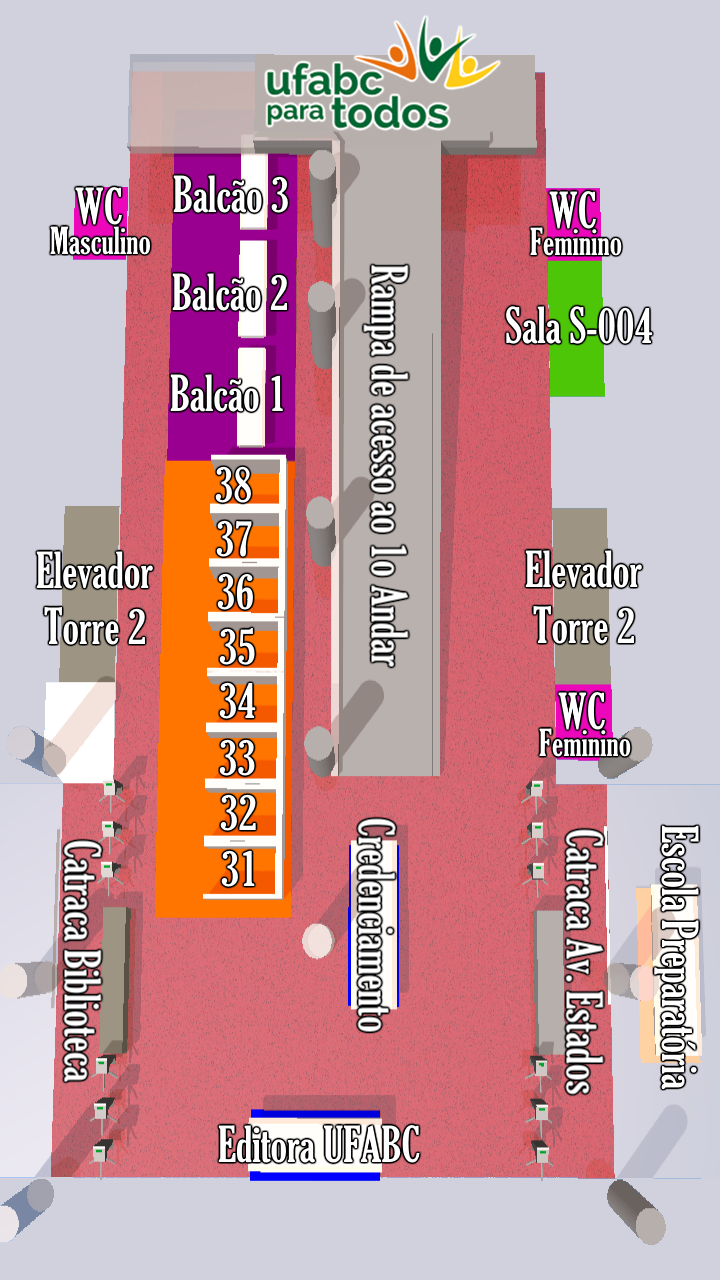 ufabc
para todos
Balcão 3
WC
Masculino
W.C.
Feminino
Balcão 2
Sala S-004
Balcão 1
Rampa de acesso ao 1o Andar
38
37
36
35
34
33
32
31
Elevador
Torre 2
Elevador
Torre 2
W.C.
Feminino
Catraca Biblioteca
Credenciamento
Catraca Av. Estados
Escola Preparatória
Editora UFABC